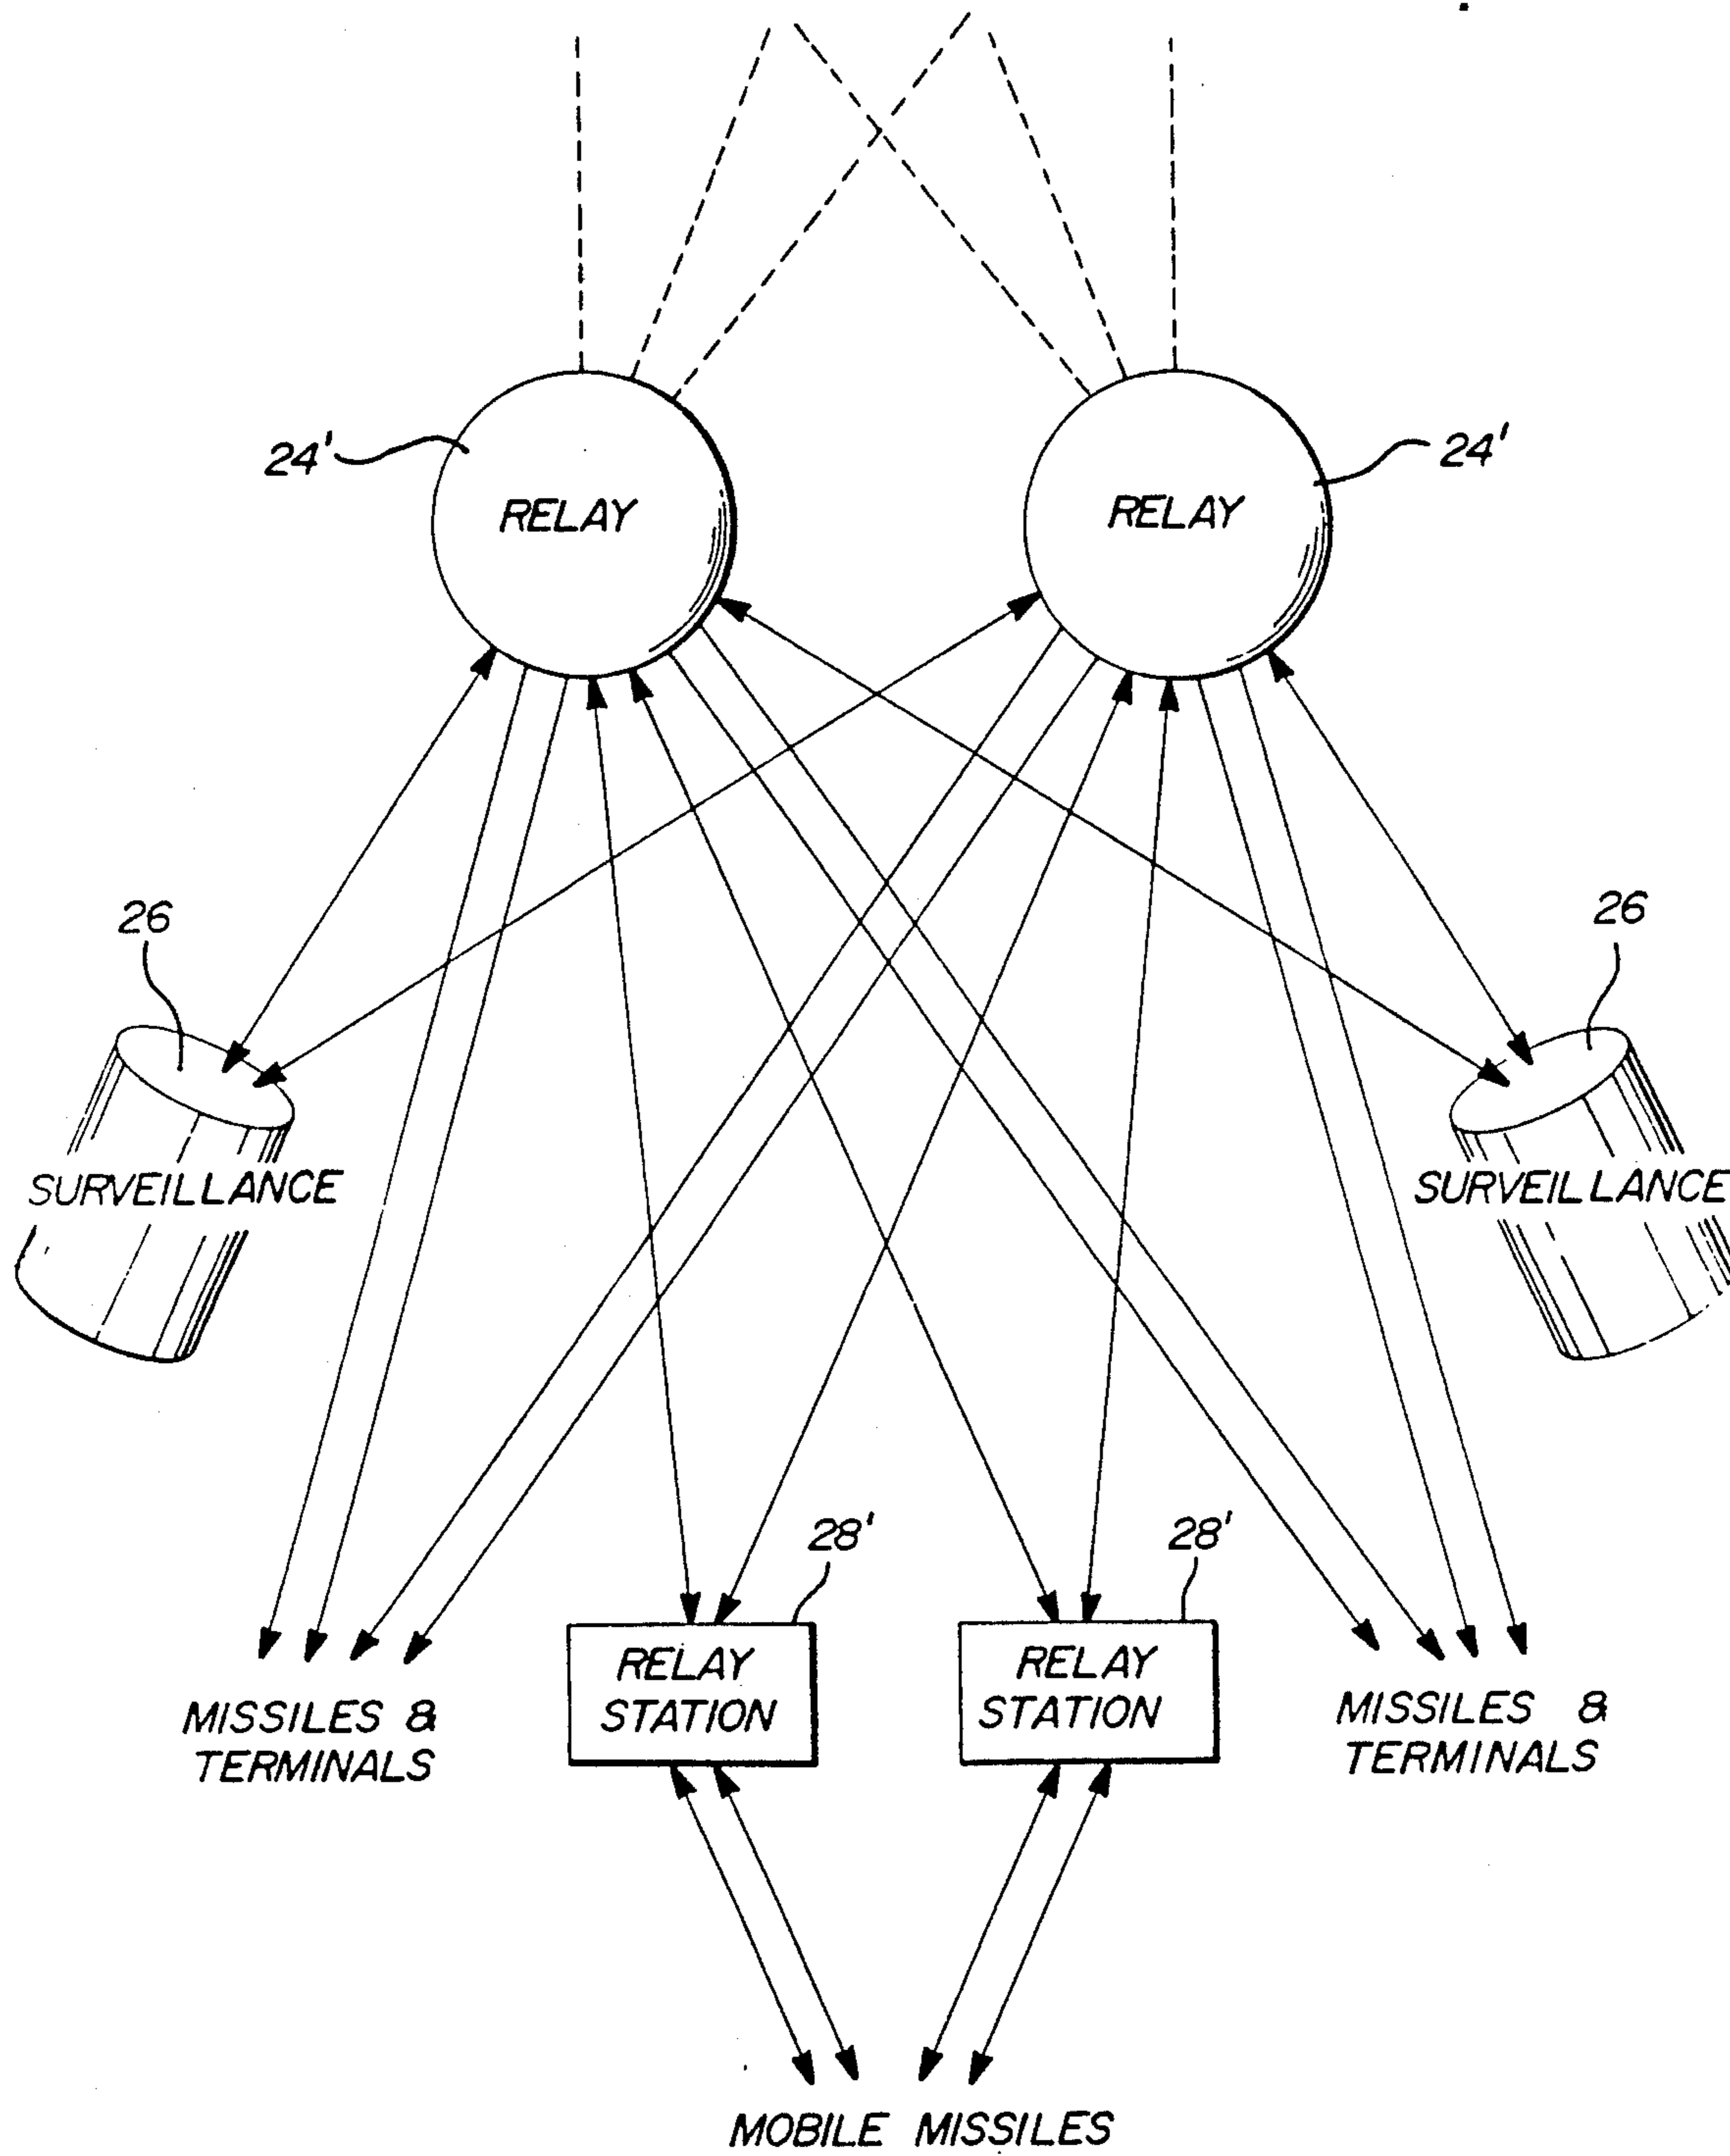 24'
RELAY
RELAY
24'
26
26
SURVEILLANCE
SURVEILLANCE
28'
28'
RELAY
STATION
RELAY
STATION
MISSILES &
TERMINALS
MISSILES &
TERMINALS
MOBILE MISSILES